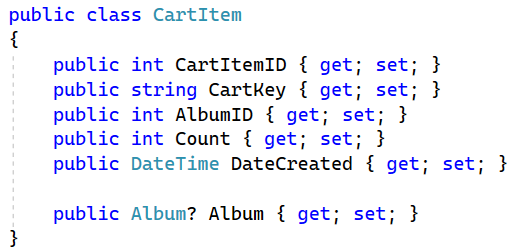 public class CartItem
{
    public int CartItemID { get; set; }
    public string CartKey { get; set; }
    public int AlbumID { get; set; }
    public int Count { get; set; }
    public DateTime DateCreated { get; set; }

    public Album? Album { get; set; }
}